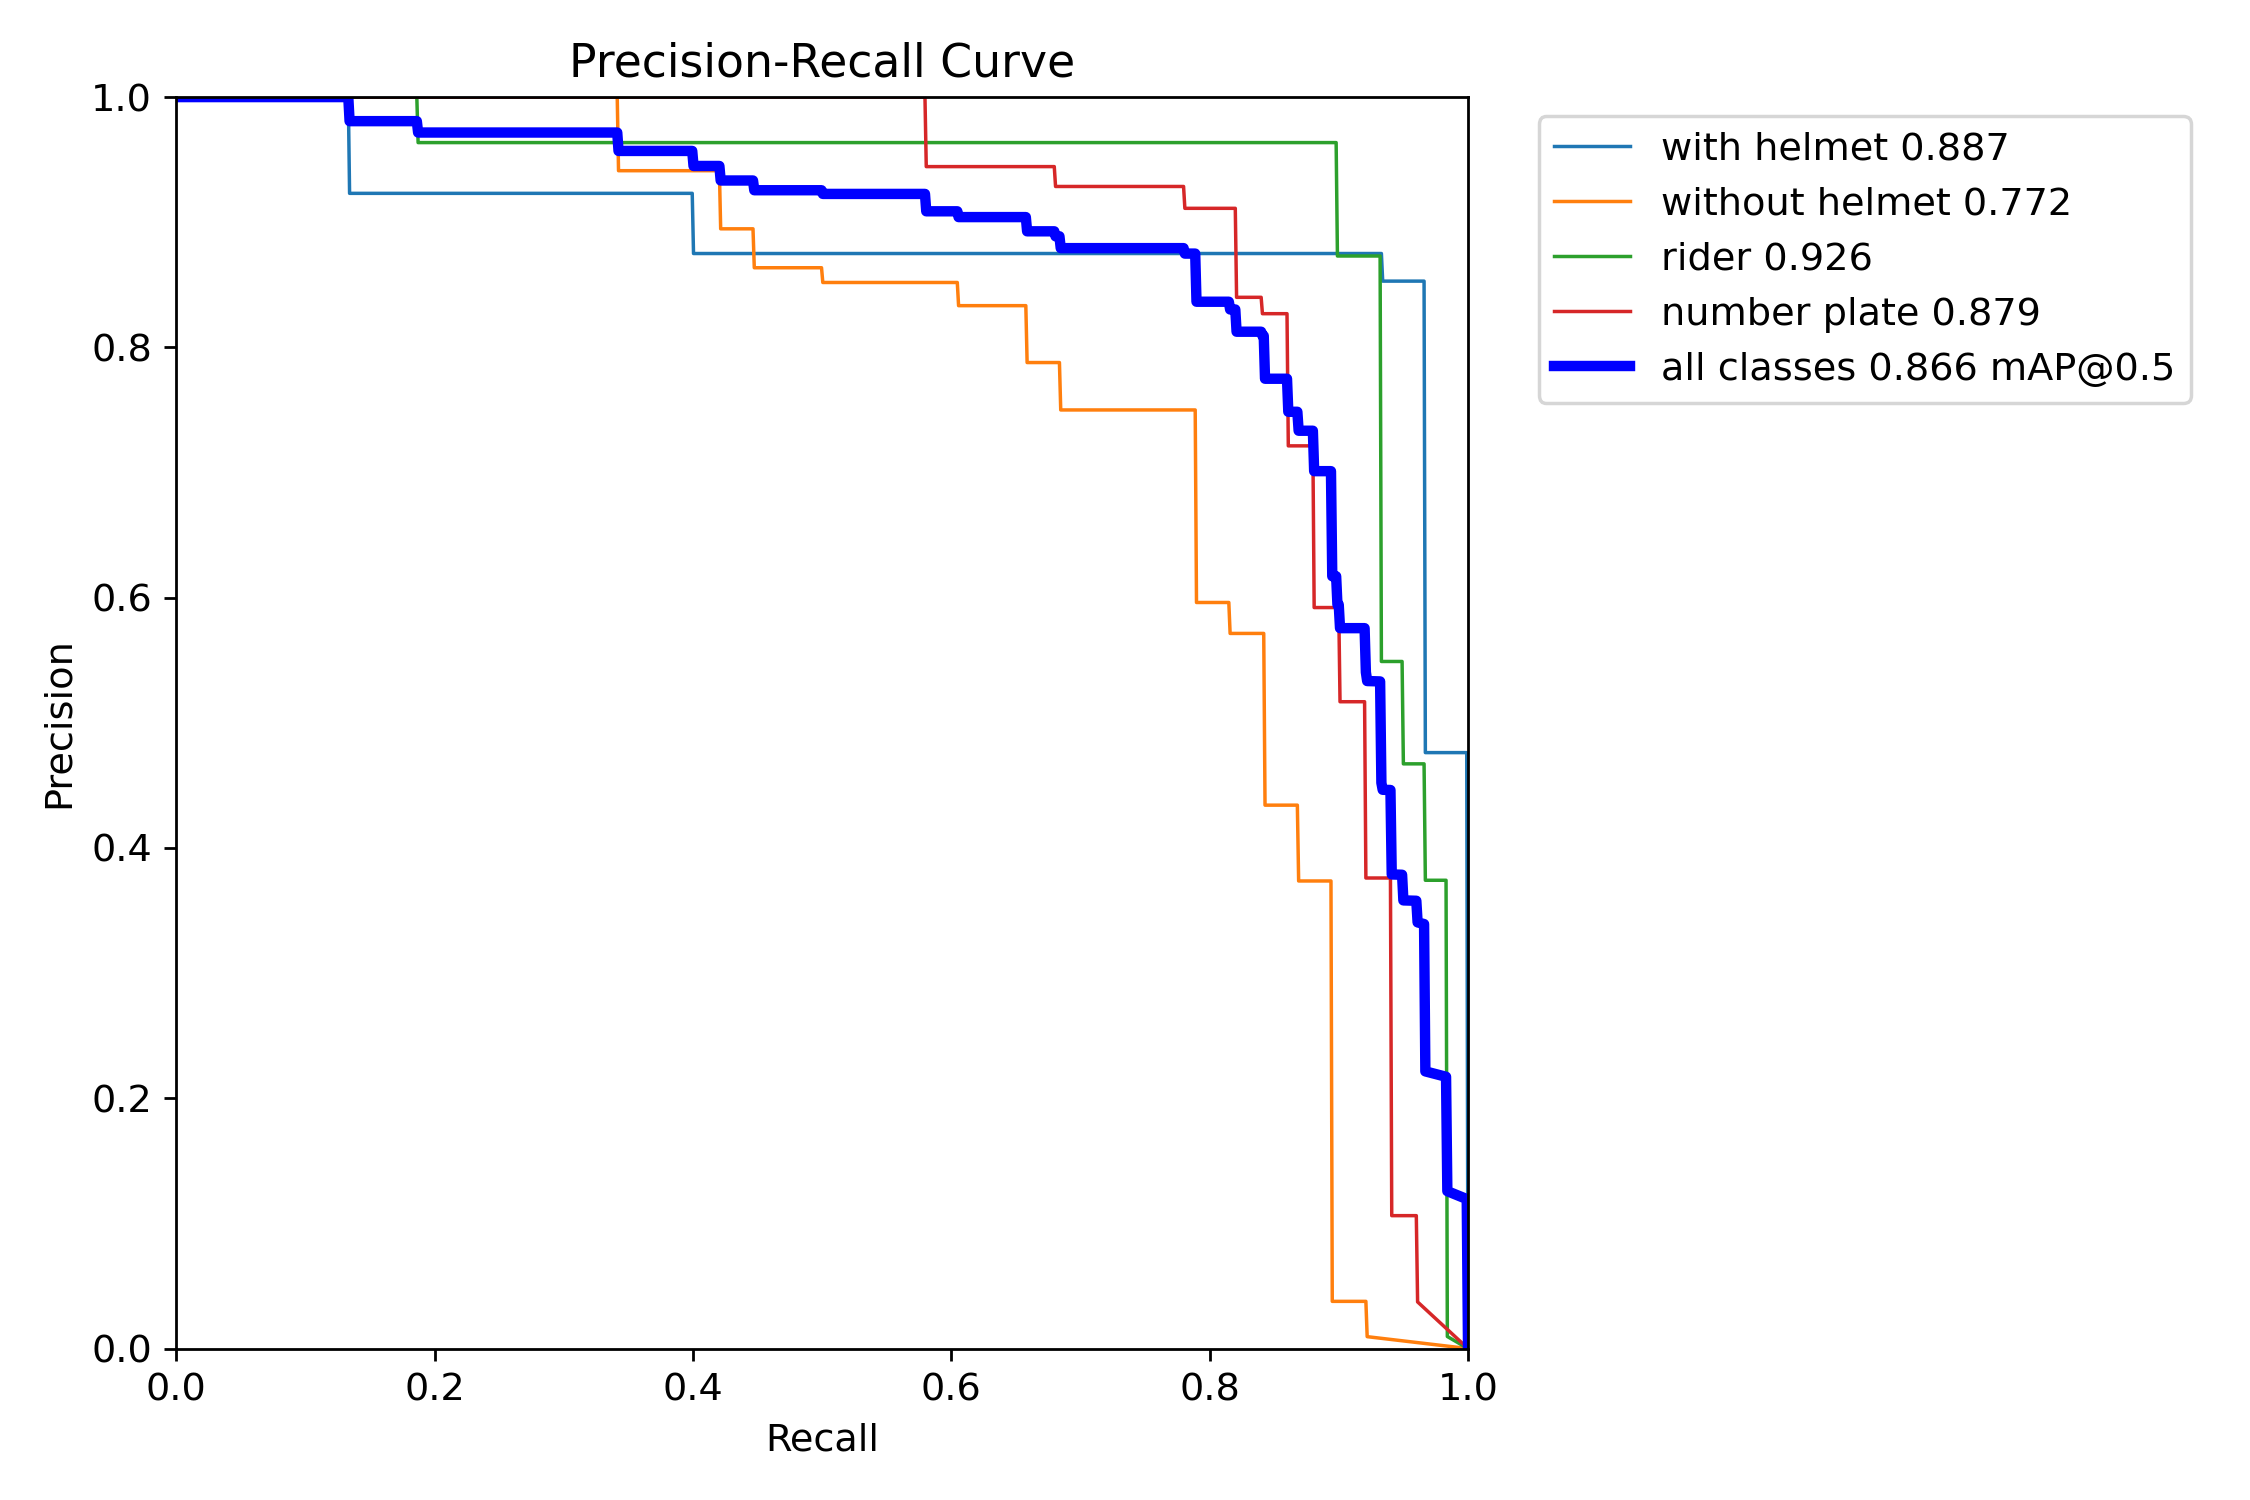 Precision-Recall Curve
1.0
0.8
0.6
0.4
0.2
0.0
Precision
0.0 0.2 0.4 0.6 0.8 1.0
Recall
with helmet 0.887
without helmet 0.772
rider 0.926
number plate 0.879
all classes 0.866 mAP@0.5